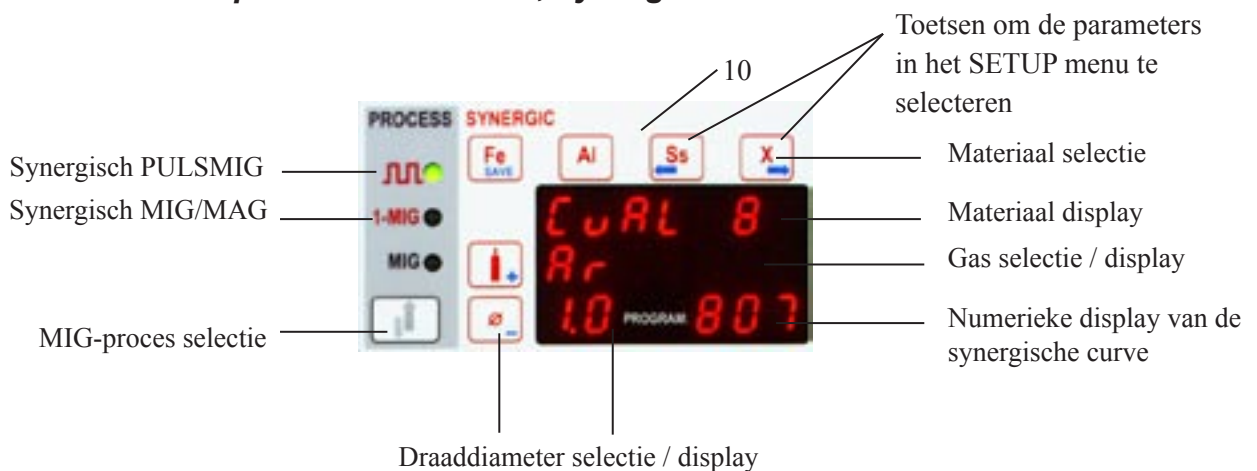 Toetsen om de parameters
in het SETUP menu te
selecteren
10
PROCESS SYNERGIC
Fe SAVE Al Ss X
Synergisch PULSMIG
Materiaal selectie
Synergisch MIG/MAG
1-MIG
CuAL 8
Materiaal display
MIG
+
Ar
Gas selectie / display
MIG-proces selectie
ø -
1.0 PROGRAM 807
Numerieke display van de
synergische curve
Draaddiameter selectie / display